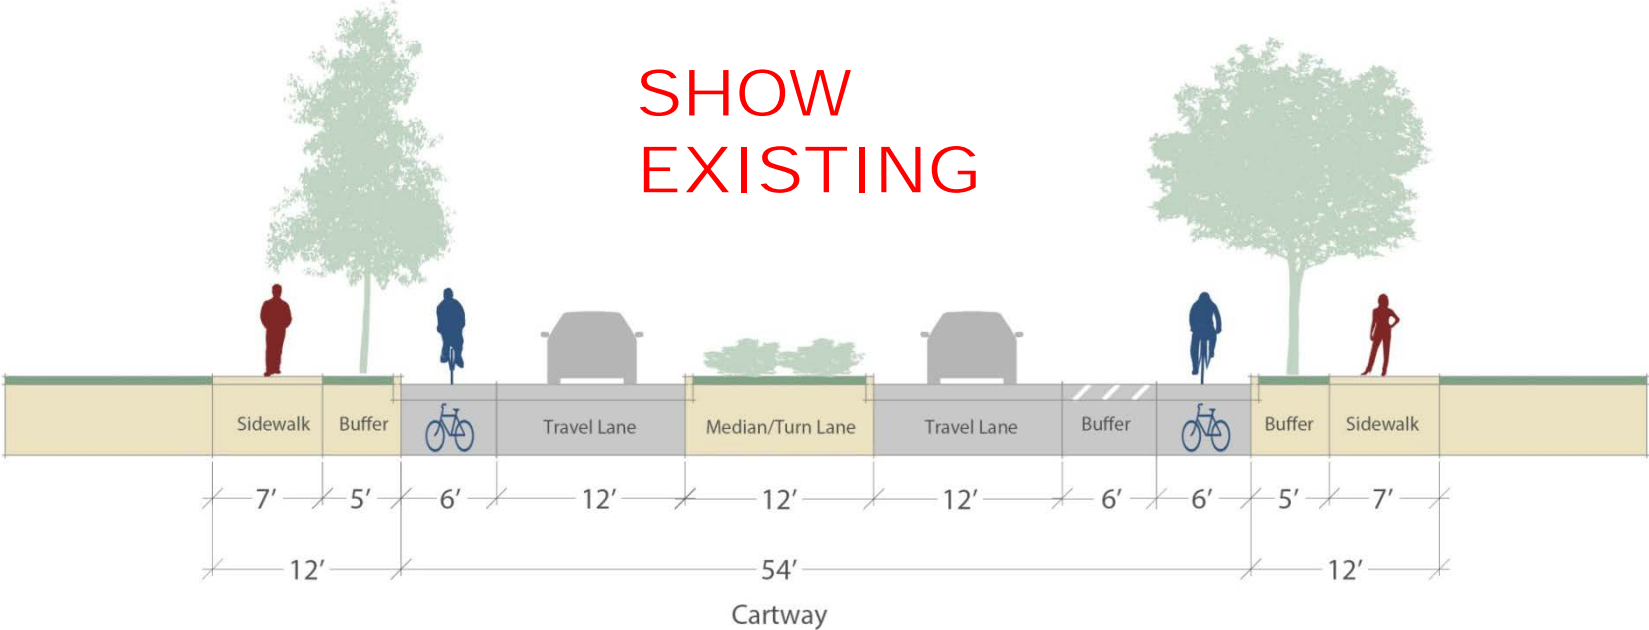 SHOW
EXISTING
Sidewalk Buffer Travel Lane Median/Turn Lane Travel Lane Buffer Buffer Sidewalk
7' 5' 6' 12' 12' 12' 6' 6' 5' 7'
12' 54' 12'
Cartway